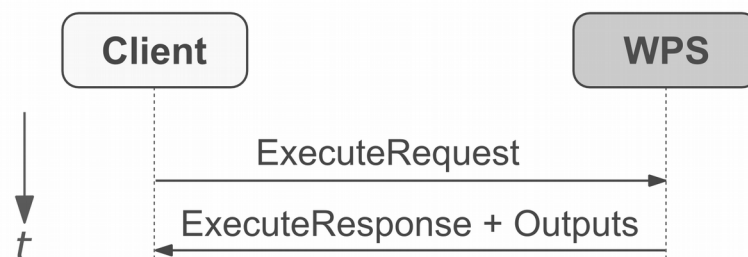 Client
WPS
ExecuteRequest
ExecuteResponse + Outputs
t